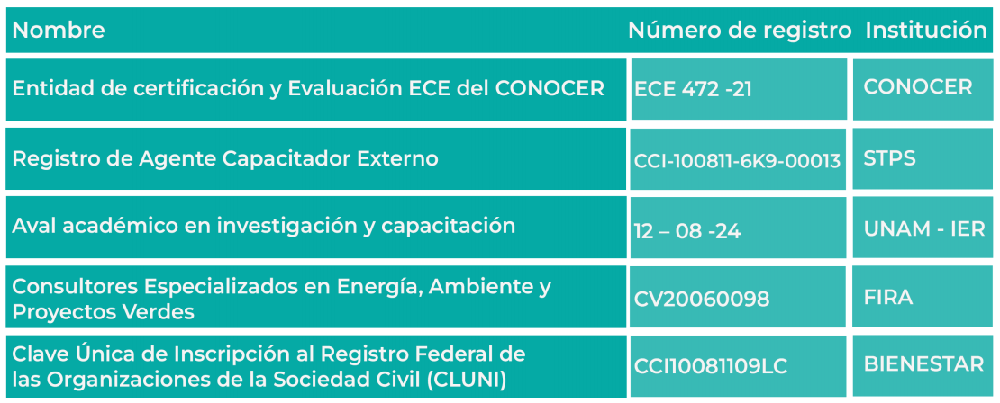 Nombre Número de registro Institución
Entidad de certificación y Evaluación ECE del CONOCER ECE 472 -21 CONOCER
Registro de Agente Capacitador Externo CCI-100811-6K9-00013 STPS
Aval académico en investigación y capacitación 12 – 08 -24 UNAM - IER
Consultores Especializados en Energía, Ambiente y
Proyectos Verdes CV20060098 FIRA
Clave Única de Inscripción al Registro Federal de
las Organizaciones de la Sociedad Civil (CLUNI) CCI10081109LC BIENESTAR